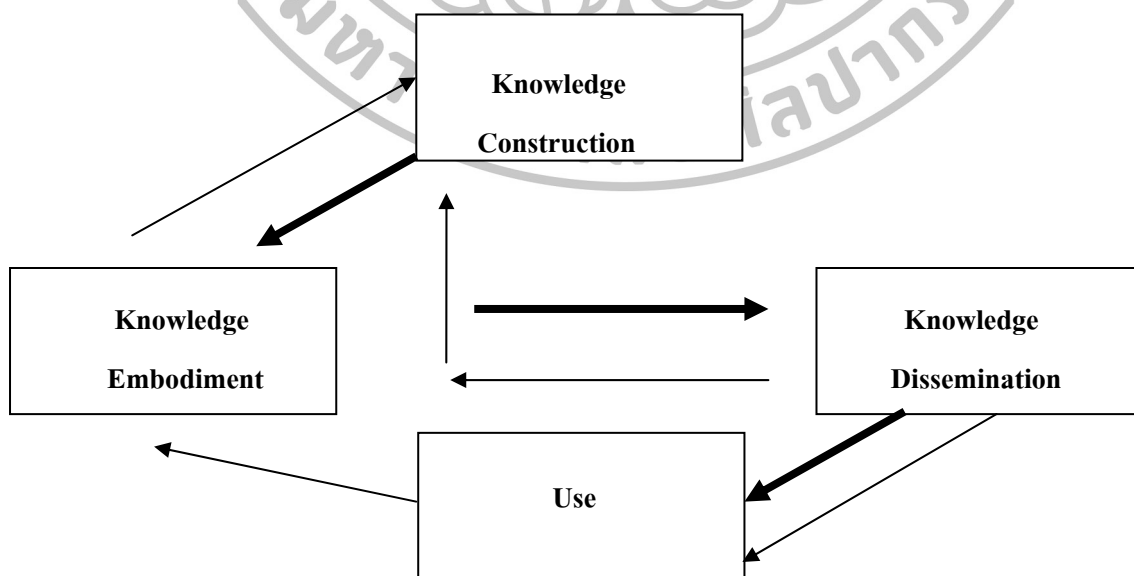 Knowledge
Construction
Knowledge
Embodiment
Knowledge
Dissemination
Use